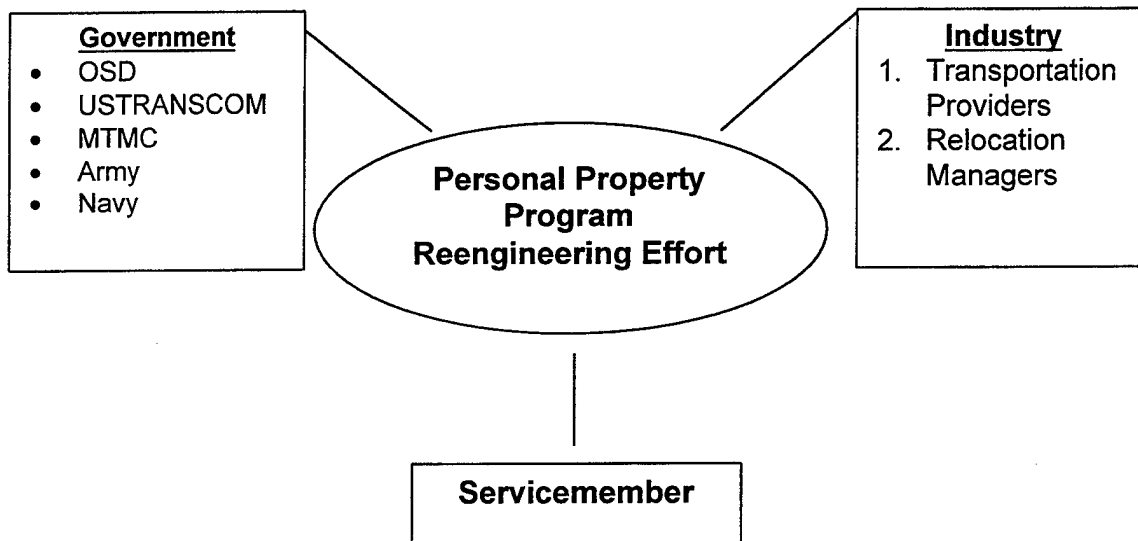 Government
• OSD
• USTRANSCOM
• MTMC
• Army
• Navy
Industry
1. Transportation
Providers
2. Relocation
Managers
Personal Property
Program
Reengineering Effort
Servicemember